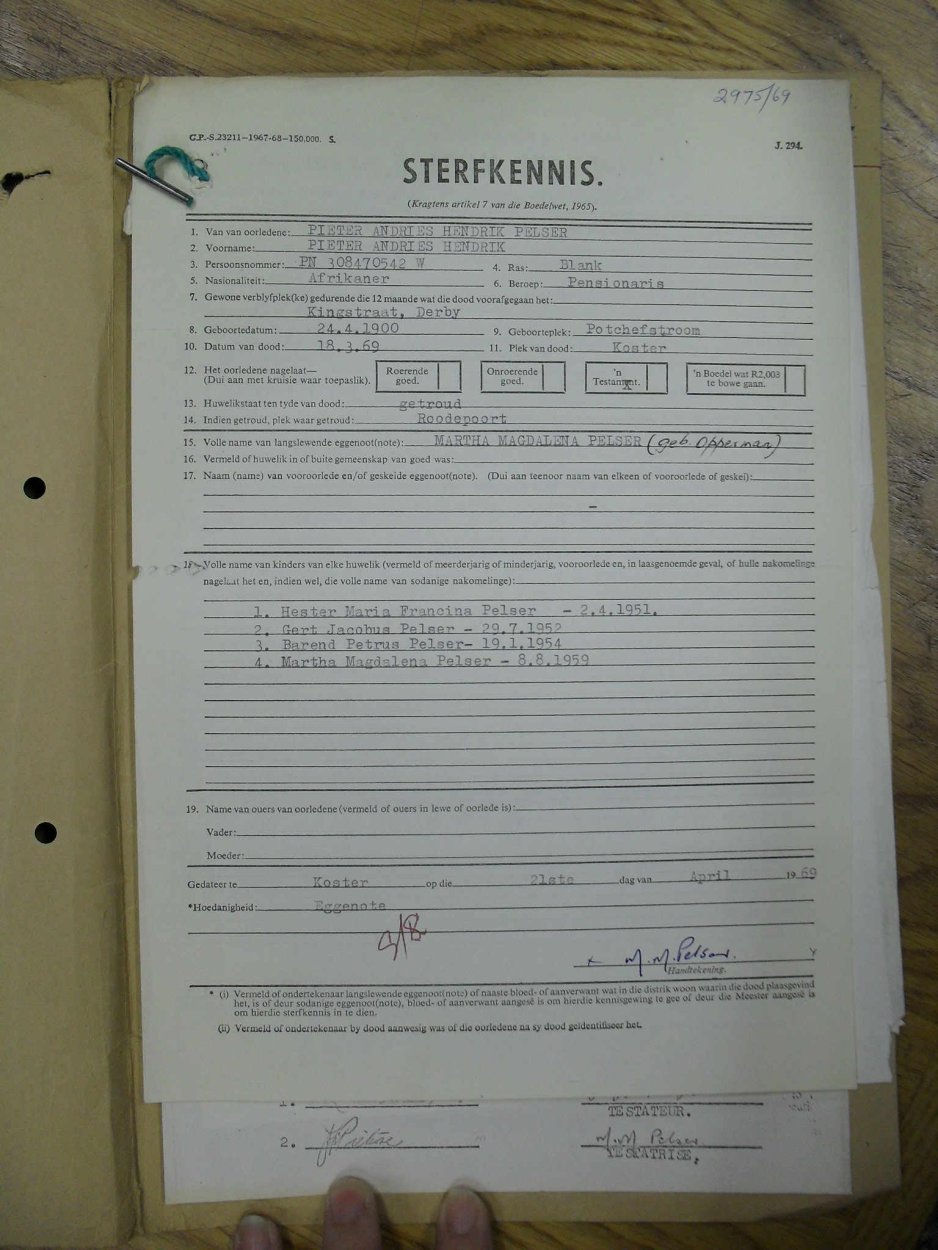 2975/69
G.P.-S.23211—1967-68—150.000. S.
J. 294.
STERFKENNIS.
(Kragtens artikel 7 van die Boedelwet, 1965).
1. Van van oorledene: PIETER ANDRIES HENDRIK PELSER
2. Voorname: PIETER ANDRIES HENDRIK
3. Persoonsnommer: PN 308470542 W 4. Ras: Blank
5. Nasionaliteit: Afrikaner 6. Beroep: Pensionaris
7. Gewone verblyfplek(ke) gedurende die 12 maande wat die dood voorafgegaan het:
Kingstraat, Derby
8. Geboortedatum: 24.4.1900 9. Geboorteplek: Potchefstroom
10. Datum van dood: 18.3.69 11. Plek van dood: Koster
12. Het oorledene nagelaat— Roerende Onroerende 'n 'n Boedel wat R2,003
(Dui aan met kruisie waar toepaslik). goed. goed. Testament. te bowe gaan.
13. Huwelikstaat ten tyde van dood: getroud
14. Indien getroud, plek waar getroud: Roodepoort
15. Volle name van langslewende eggenoot(note): MARTHA MAGDALENA PELSER (geb. Opperman)
16. Vermeld of huwelik in of buite gemeenskap van goed was:
17. Naam (name) van vooroorlede en/of geskeide eggenoot(note). (Dui aan teenoor naam van elkeen of vooroorlede of geskei):
–
18. Volle name van kinders van elke huwelik (vermeld of meerderjarig of minderjarig, vooroorlede en, in laasgenoemde geval, of hulle nakomelinge
nagelaat het en, indien wel, die volle name van sodanige nakomelinge):
1. Hester Maria Francina Pelser - 2.4.1951.
2. Gert Jacobus Pelser - 29.7.1952
3. Barend Petrus Pelser- 19.1.1954
4. Martha Magdalena Pelser - 8.8.1959
19. Name van ouers van oorledene (vermeld of ouers in lewe of oorlede is):
Vader:
Moeder:
Gedateer te Koster op die 21ste dag van April 19 69
*Hoedanigheid: Eggenote
x M.M. Pelser. x
Handtekening.
* (i) Vermeld of ondertekenaar langslewende eggenoot(note) of naaste bloed- of aanverwant wat in die distrik woon waarin die dood plaasgevind
het, is of deur sodanige eggenoot(note), bloed- of aanverwant aangesê is om hierdie kennisgewing te gee of deur die Meester aangesê is
om hierdie sterfkennis in te dien.
(ii) Vermeld of ondertekenaar by dood aanwesig was of die oorledene na sy dood geïdentifiseer het.
1.
TESTATEUR.
2. M.M Pelser
TESTATRISE.